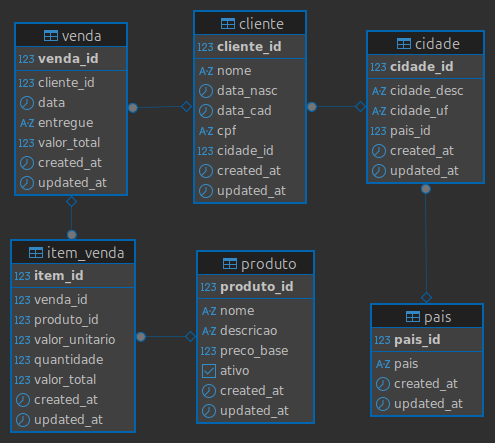 venda
123 venda_id
123 cliente_id
data
A-Z entregue
123 valor_total
created_at
updated_at
cliente
123 cliente_id
A-Z nome
data_nasc
data_cad
A-Z cpf
123 cidade_id
created_at
updated_at
cidade
123 cidade_id
A-Z cidade_desc
A-Z cidade_uf
123 pais_id
created_at
updated_at
item_venda
123 item_id
123 venda_id
123 produto_id
123 valor_unitario
123 quantidade
123 valor_total
created_at
updated_at
produto
123 produto_id
A-Z nome
A-Z descricao
123 preco_base
ativo
created_at
updated_at
pais
123 pais_id
A-Z pais
created_at
updated_at